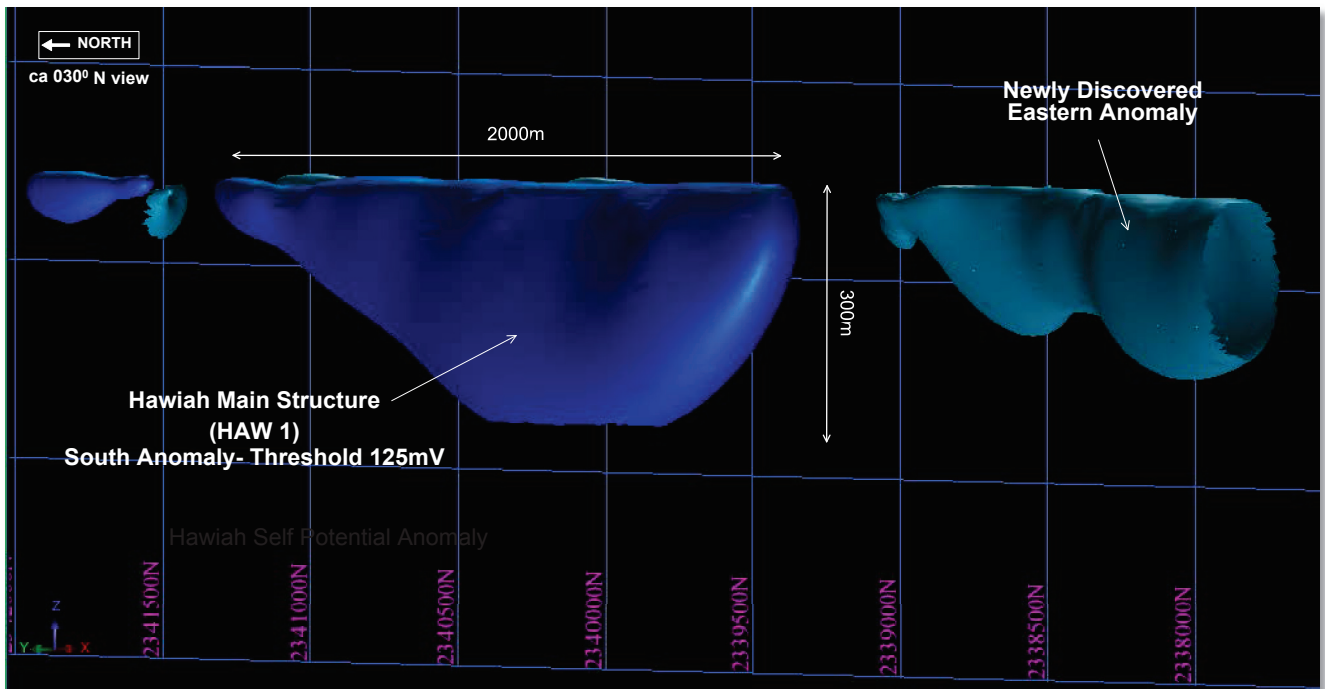 NORTH
ca 030⁰ N view
Newly Discovered
Eastern Anomaly
2000m
300m
Hawiah Main Structure
(HAW 1)
South Anomaly- Threshold 125mV
Hawiah Self Potential Anomaly
2341500N
2341000N
2340500N
2340000N
2339500N
2339000N
2338500N
2338000N
Z
Y
X